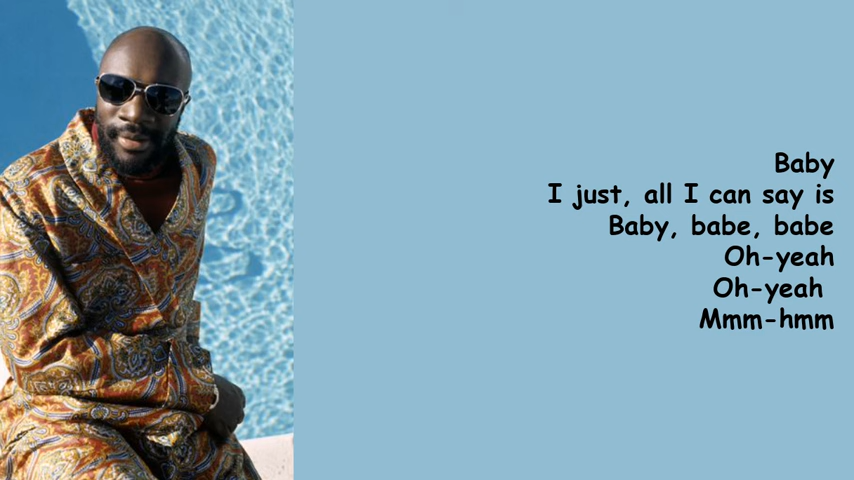 Baby
I just, all I can say is
Baby, babe, babe
Oh-yeah
Oh-yeah
Mmm-hmm